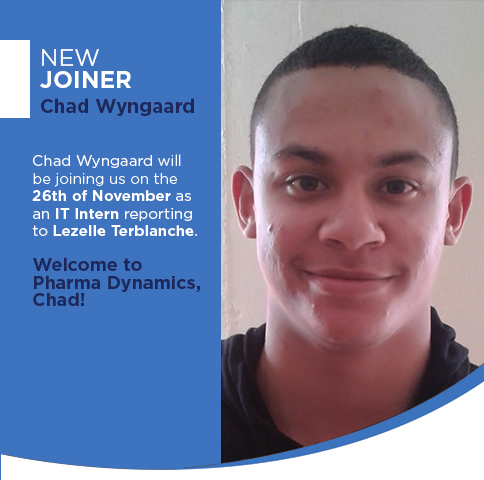 NEW
JOINER
Chad Wyngaard
Chad Wyngaard will
be joining us on the
26th of November as
an IT Intern reporting
to Lezelle Terblanche.
Welcome to
Pharma Dynamics,
Chad!